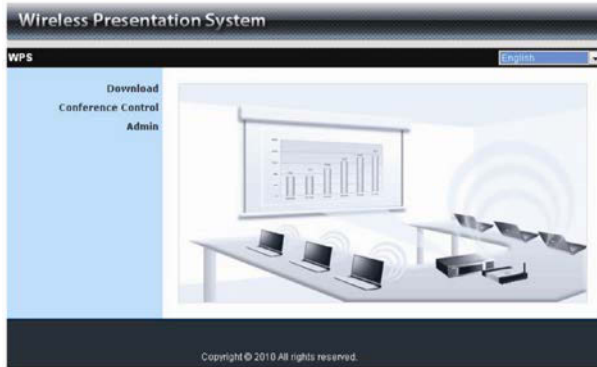 Wireless Presentation System
WPS
English
Download
Conference Control
Admin
Copyright © 2010 All rights reserved.